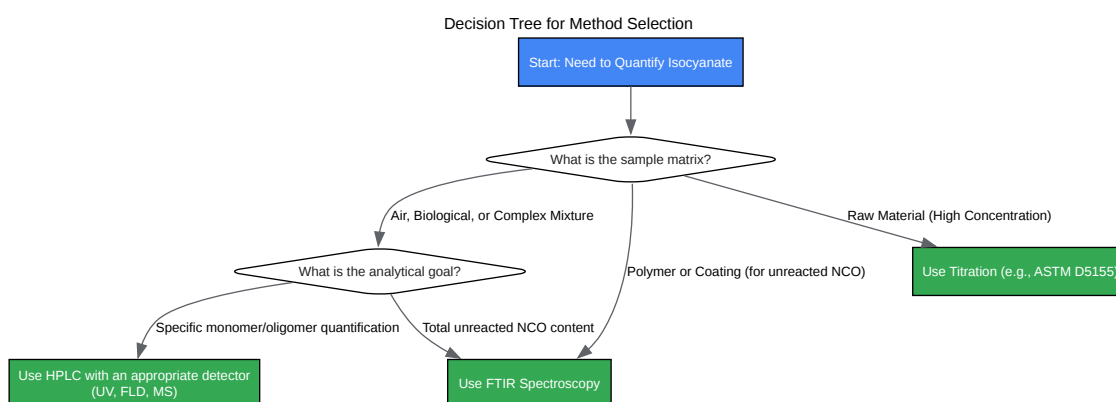 Decision Tree for Method Selection
Start: Need to Quantify Isocyanate
What is the sample matrix?
Air, Biological, or Complex Mixture
Raw Material (High Concentration)
What is the analytical goal?
Polymer or Coating (for unreacted NCO)
Use Titration (e.g., ASTM D5155)
Specific monomer/oligomer quantification
Total unreacted NCO content
Use HPLC with an appropriate detector
(UV, FLD, MS)
Use FTIR Spectroscopy